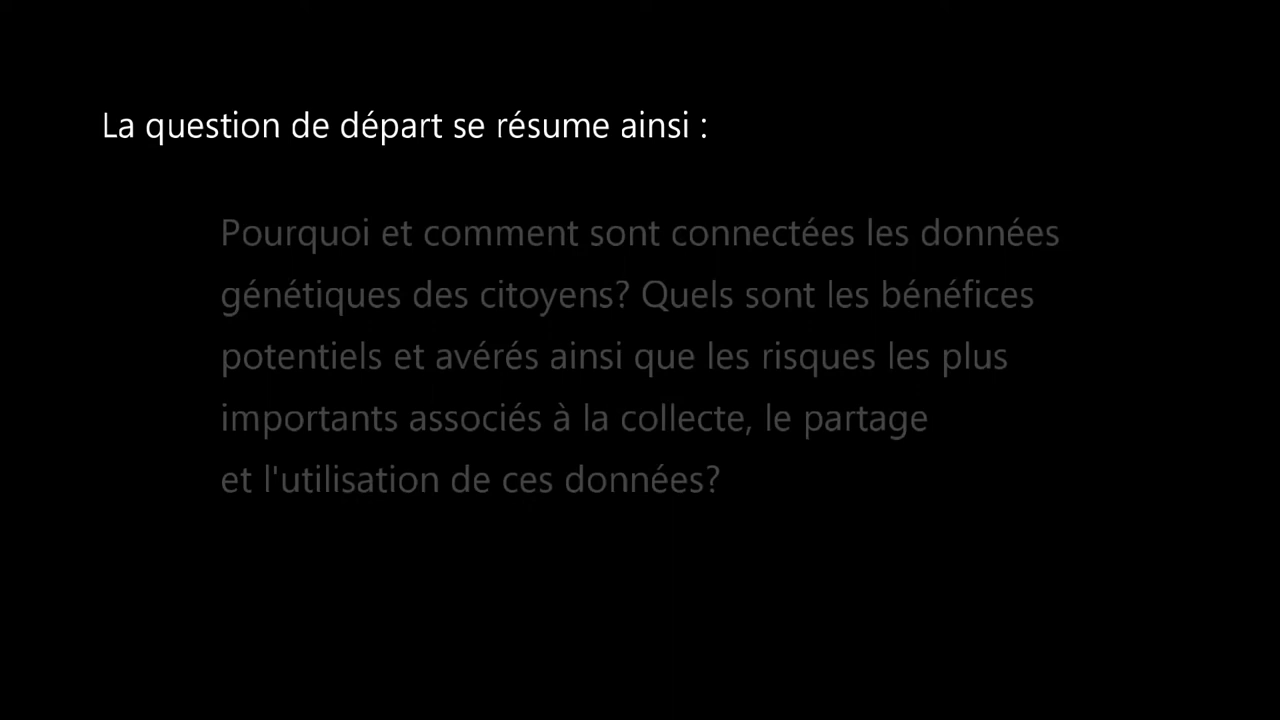 La question de départ se résume ainsi :
Pourquoi et comment sont connectées les données
génétiques des citoyens? Quels sont les bénéfices
potentiels et avérés ainsi que les risques les plus
importants associés à la collecte, le partage
et l'utilisation de ces données?